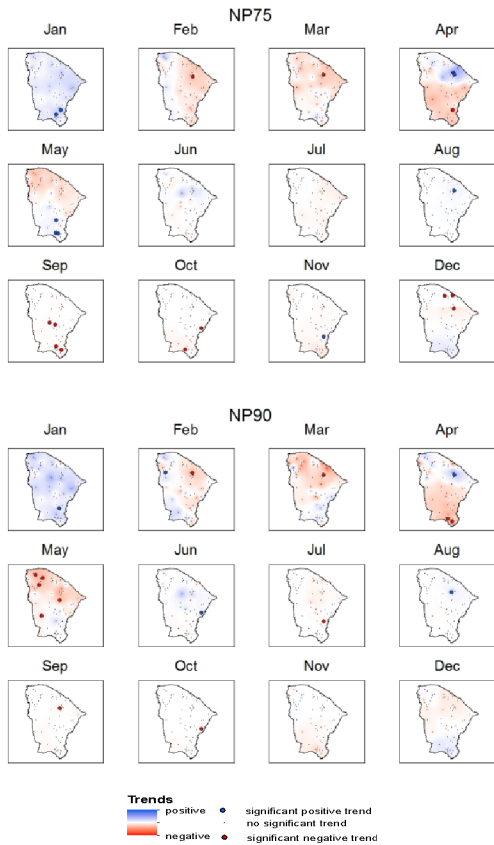 NP75
Jan Feb Mar Apr
May Jun Jul Aug
Sep Oct Nov Dec
NP90
Jan Feb Mar Apr
May Jun Jul Aug
Sep Oct Nov Dec
Trends
positive significant positive trend
no significant trend
negative significant negative trend